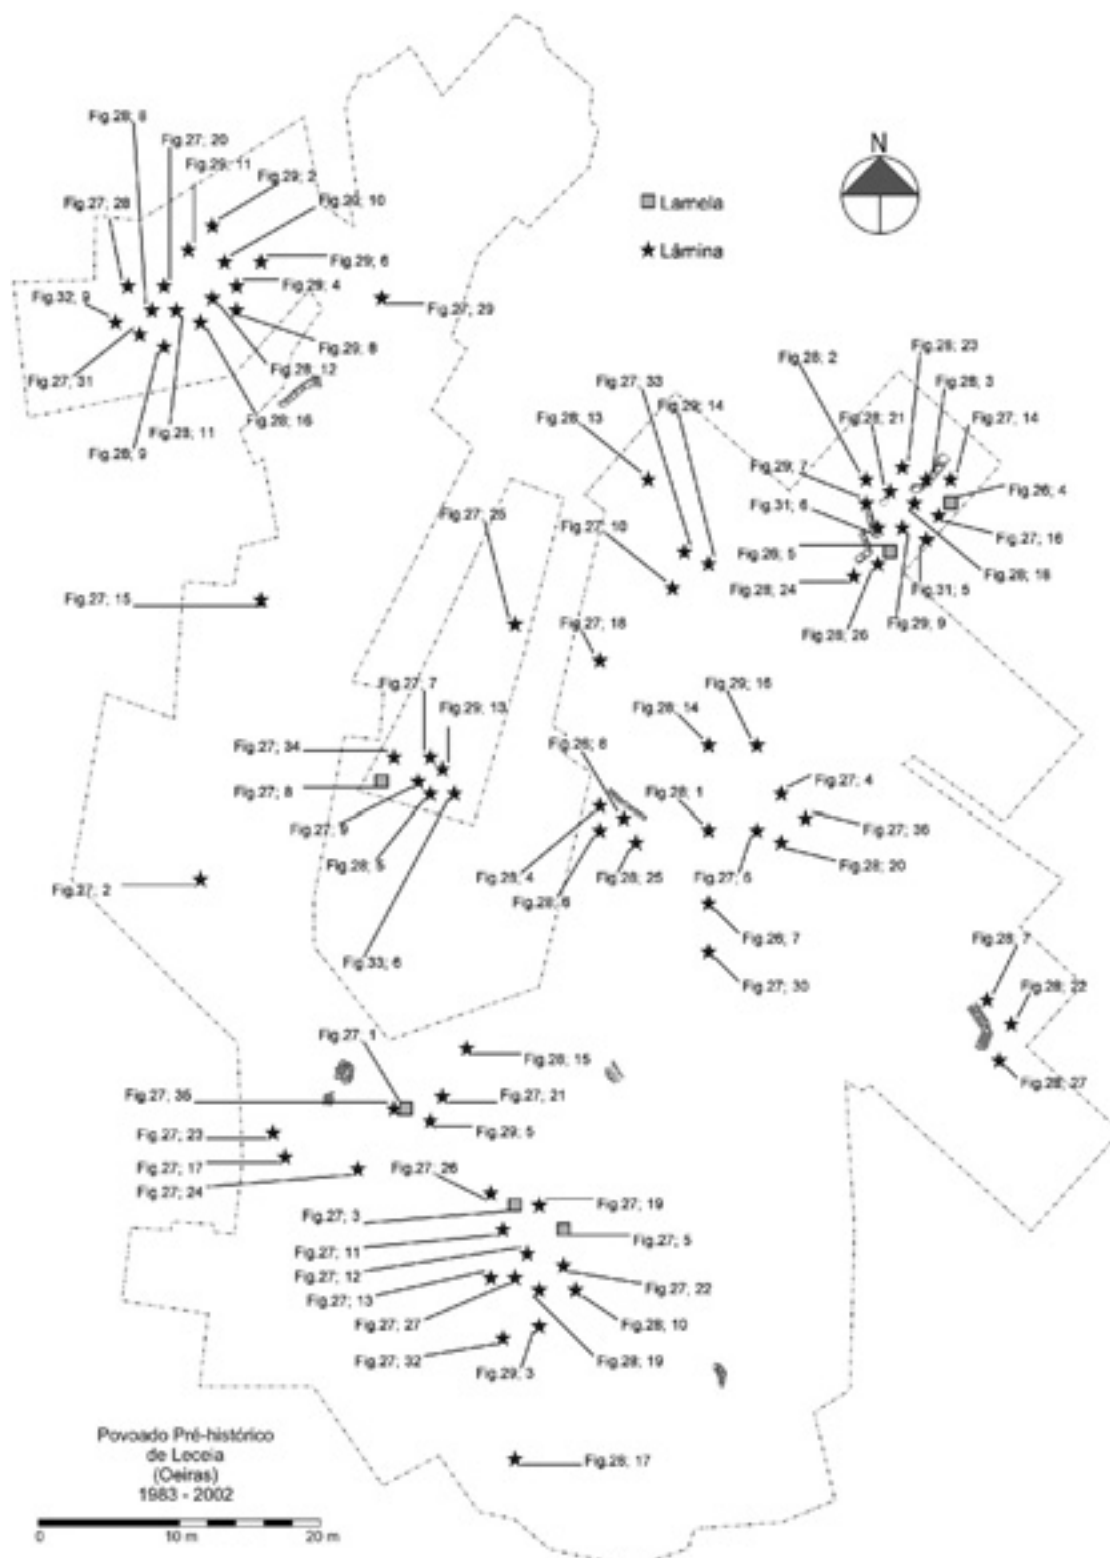 N
Lamela
Lâmina
Fig.28; 8
Fig.27; 20
Fig.29; 11
Fig.29; 2
Fig.27; 28
Fig.29; 6
Fig.32; 9
Fig.29; 4
Fig.27; 29
Fig.29; 8
Fig.28; 12
Fig.27; 31
Fig.28; 16
Fig.28; 11
Fig.28; 9
Fig.28; 23
Fig.28; 2
Fig.28; 3
Fig.27; 33
Fig.29; 14
Fig.28; 21
Fig.27; 14
Fig.28; 13
Fig.29; 7
Fig.26; 4
Fig.31; 6
Fig.27; 25
Fig.27; 10
Fig.27; 16
Fig.26; 5
Fig.28; 18
Fig.28; 24
Fig.31; 5
Fig.27; 15
Fig.28; 26
Fig.29; 9
Fig.27; 18
Fig.27; 7
Fig.29; 13
Fig.29; 16
Fig.28; 14
Fig.27; 34
Fig.26; 8
Fig.27; 4
Fig.27; 8
Fig.28; 1
Fig.27; 9
Fig.27; 36
Fig.28; 5
Fig.28; 20
Fig.27; 2
Fig.28; 4
Fig.28; 25
Fig.27; 6
Fig.28; 6
Fig.26; 7
Fig.28; 7
Fig.33; 6
Fig.27; 30
Fig.28; 22
Fig.27; 1
Fig.28; 15
Fig.28; 27
Fig.27; 35
Fig.27; 21
Fig.27; 23
Fig.29; 5
Fig.27; 17
Fig.27; 26
Fig.27; 24
Fig.27; 19
Fig.27; 3
Fig.27; 5
Fig.27; 11
Fig.27; 12
Fig.27; 22
Fig.27; 13
Fig.27; 27
Fig.28; 10
Fig.27; 32
Fig.28; 19
Fig.29; 3
Fig.28; 17
Povoado Pré-histórico
de Leceia
(Oeiras)
1983 - 2002
0 10 m 20 m